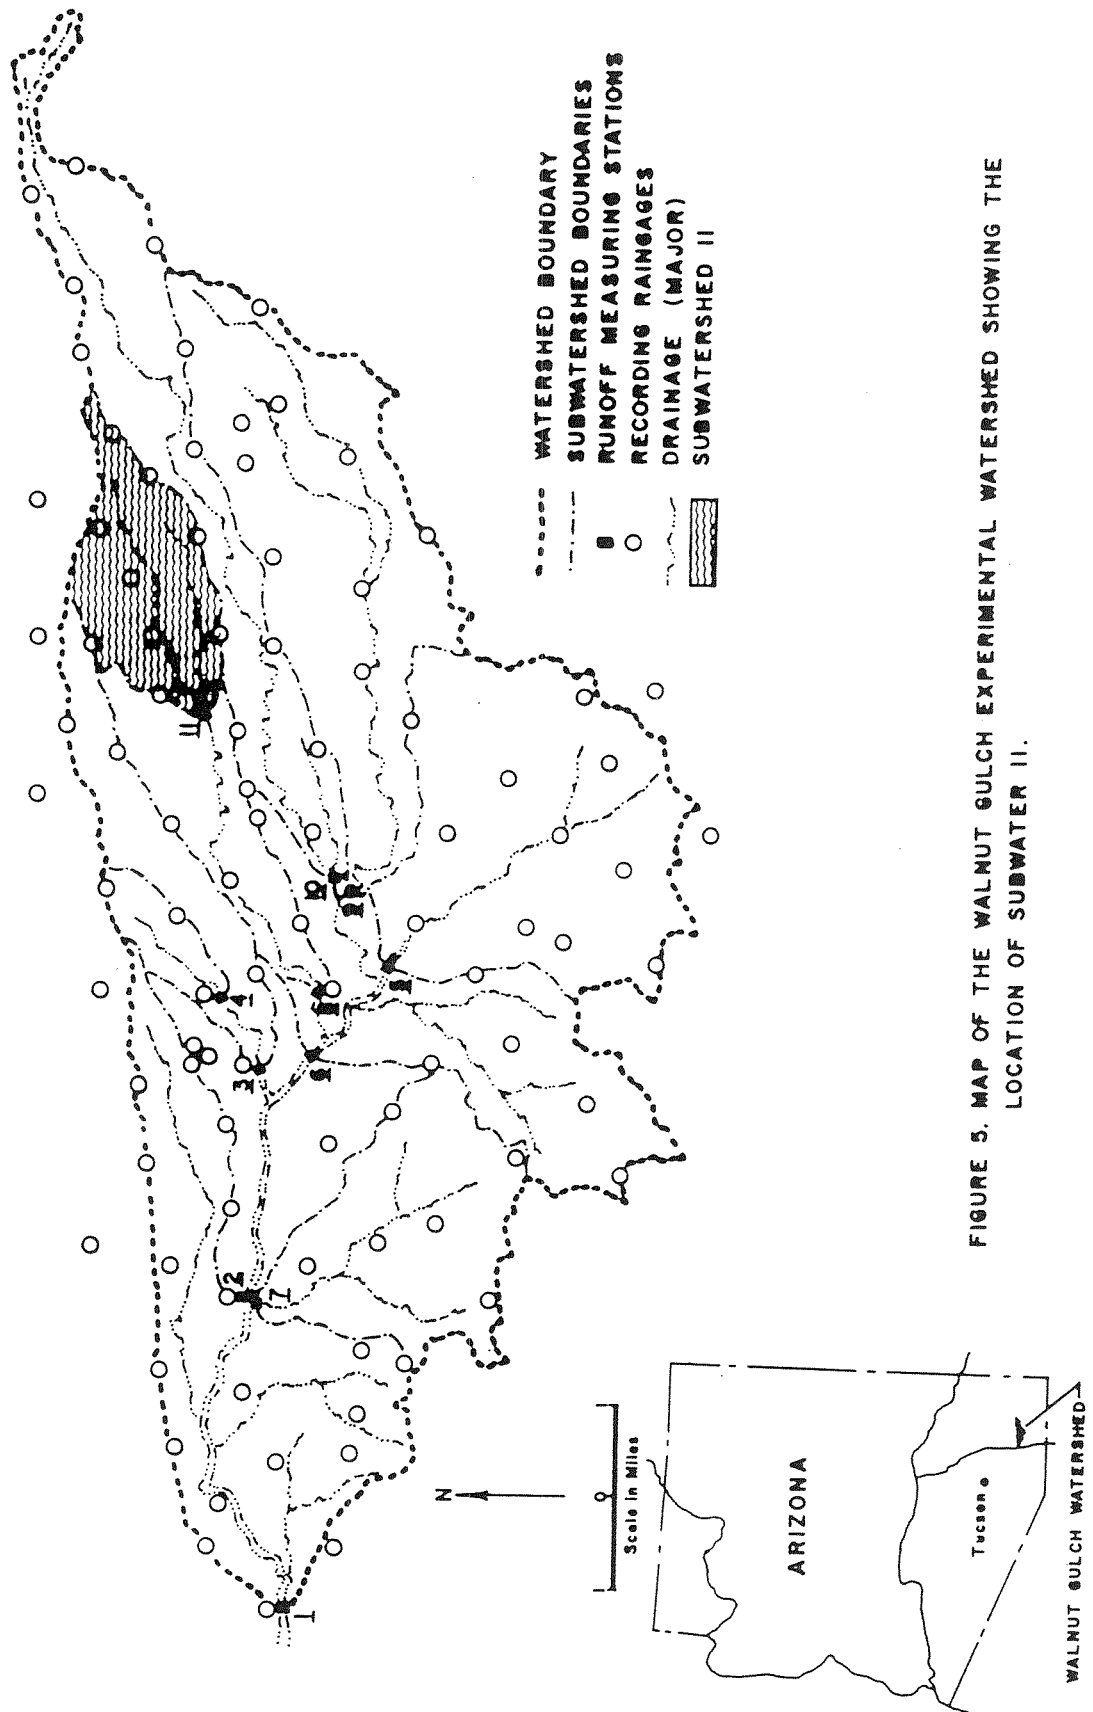 WATERSHED BOUNDARY
SUBWATERSHED BOUNDARIES
RUNOFF MEASURING STATIONS
RECORDING RAINGAGES
DRAINAGE (MAJOR)
SUBWATERSHED 11
11
10
4
3
6
2
7
1
N
0
Scale in Miles
ARIZONA
Tucson
WALNUT GULCH WATERSHED
FIGURE 5. MAP OF THE WALNUT GULCH EXPERIMENTAL WATERSHED SHOWING THE
LOCATION OF SUBWATER 11.